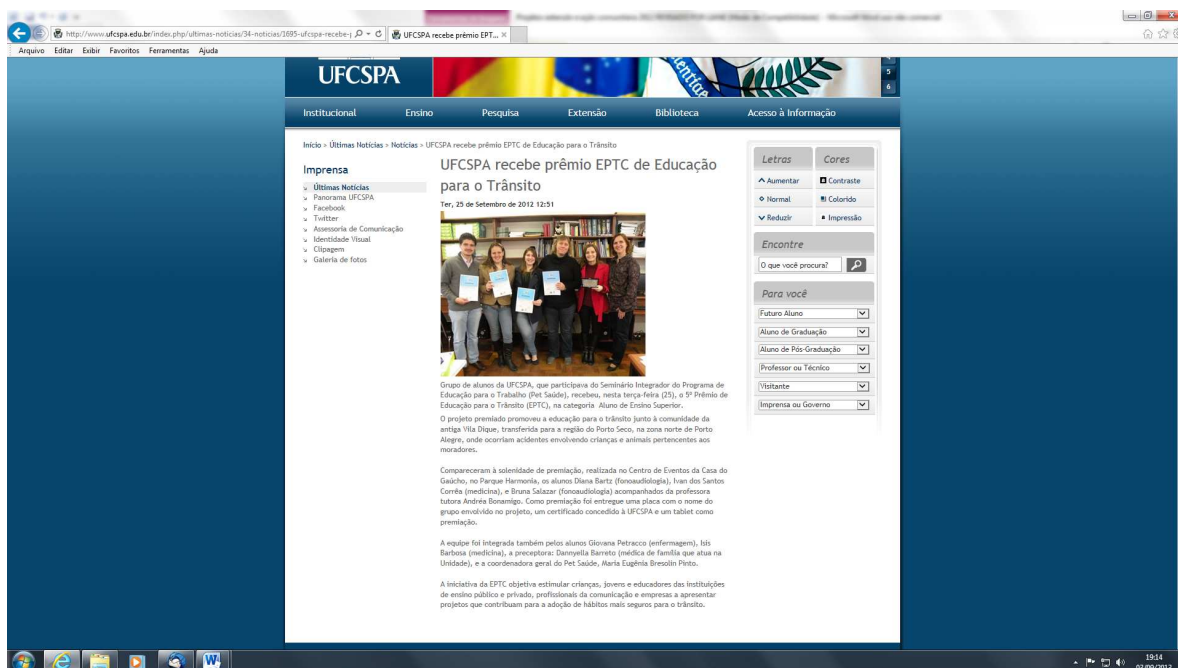 http://www.ufcspa.edu.br/index.php/ultimas-noticias/34-noticias/1695-ufcspa-recebe-p
UFCSPA recebe prêmio EPT...
Arquivo Editar Exibir Favoritos Ferramentas Ajuda
UFCSPA
5
6
Institucional Ensino Pesquisa Extensão Biblioteca Acesso à Informação
Início » Últimas Notícias » Notícias » UFCSPA recebe prêmio EPTC de Educação para o Trânsito
Imprensa
Últimas Notícias
Panorama UFCSPA
Facebook
Twitter
Assessoria de Comunicação
Identidade Visual
Clipagem
Galeria de fotos
UFCSPA recebe prêmio EPTC de Educação
para o Trânsito
Ter, 25 de Setembro de 2012 12:51
Grupo de alunos da UFCSPA, que participava do Seminário Integrador do Programa de
Educação para o Trabalho (Pet Saúde), recebeu, nesta terça-feira (25), o 5º Prêmio de
Educação para o Trânsito (EPTC), na categoria Aluno de Ensino Superior.
O projeto premiado promoveu a educação para o trânsito junto à comunidade da
antiga Vila Dique, transferida para a região do Porto Seco, na zona norte de Porto
Alegre, onde ocorriam acidentes envolvendo crianças e animais pertencentes aos
moradores.
Compareceram à solenidade de premiação, realizada no Centro de Eventos da Casa do
Gaúcho, no Parque Harmonia, os alunos Diana Bartz (fonoaudiologia), Ivan dos Santos
Corrêa (medicina), e Bruna Salazar (fonoaudiologia) acompanhados da professora
tutora Andréa Bonamigo. Como premiação foi entregue uma placa com o nome do
grupo envolvido no projeto, um certificado concedido à UFCSPA e um tablet como
premiação.
A equipe foi integrada também pelos alunos Giovana Petracco (enfermagem), Isis
Barbosa (medicina), a preceptora: Dannyella Barreto (médica de família que atua na
Unidade), e a coordenadora geral do Pet Saúde, Maria Eugênia Bresolin Pinto.
A iniciativa da EPTC objetiva estimular crianças, jovens e educadores das instituições
de ensino público e privado, profissionais da comunicação e empresas a apresentar
projetos que contribuam para a adoção de hábitos mais seguros para o trânsito.
Letras Cores
Aumentar Contraste
Normal Colorido
Reduzir Impressão
Encontre
O que você procura?
Para você
Futuro Aluno
Aluno de Graduação
Aluno de Pós-Graduação
Professor ou Técnico
Visitante
Imprensa ou Governo
19:14
02/09/2013